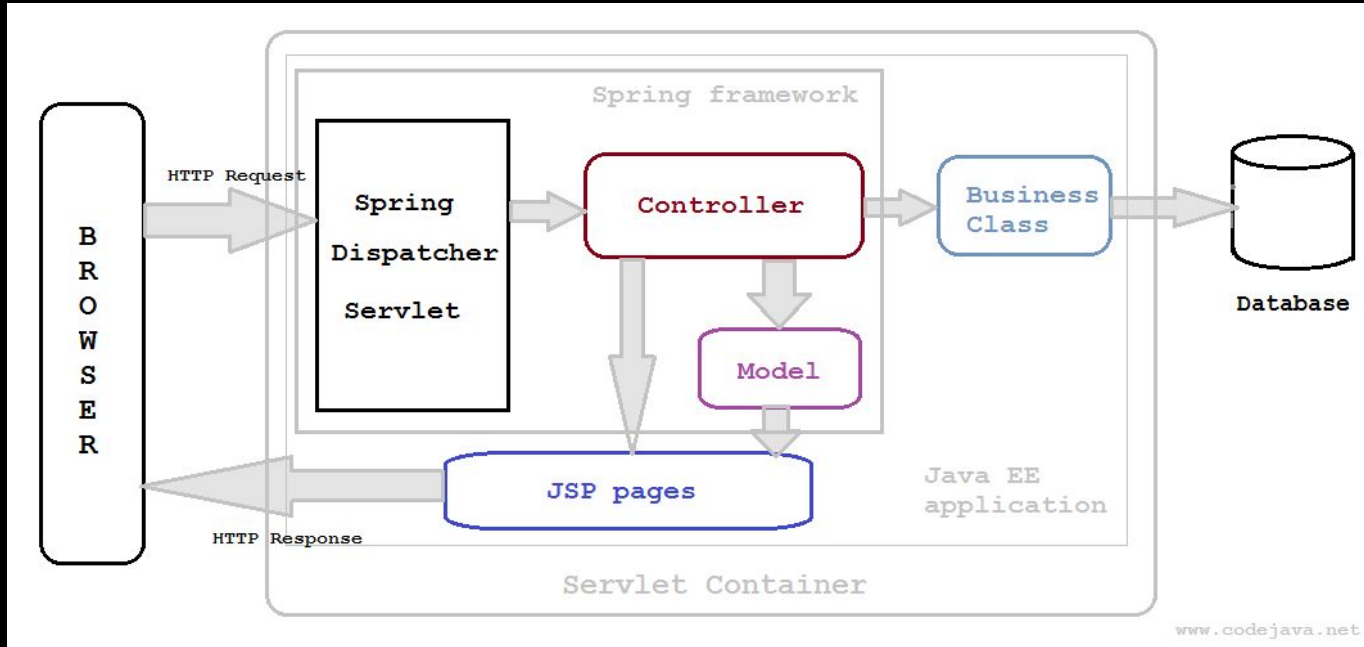 Spring framework
HTTP Request
Spring
Dispatcher
Servlet
Controller
Business
Class
B
R
O
W
S
E
R
Database
Model
JSP pages
Java EE
application
HTTP Response
Servlet Container
www.codejava.net